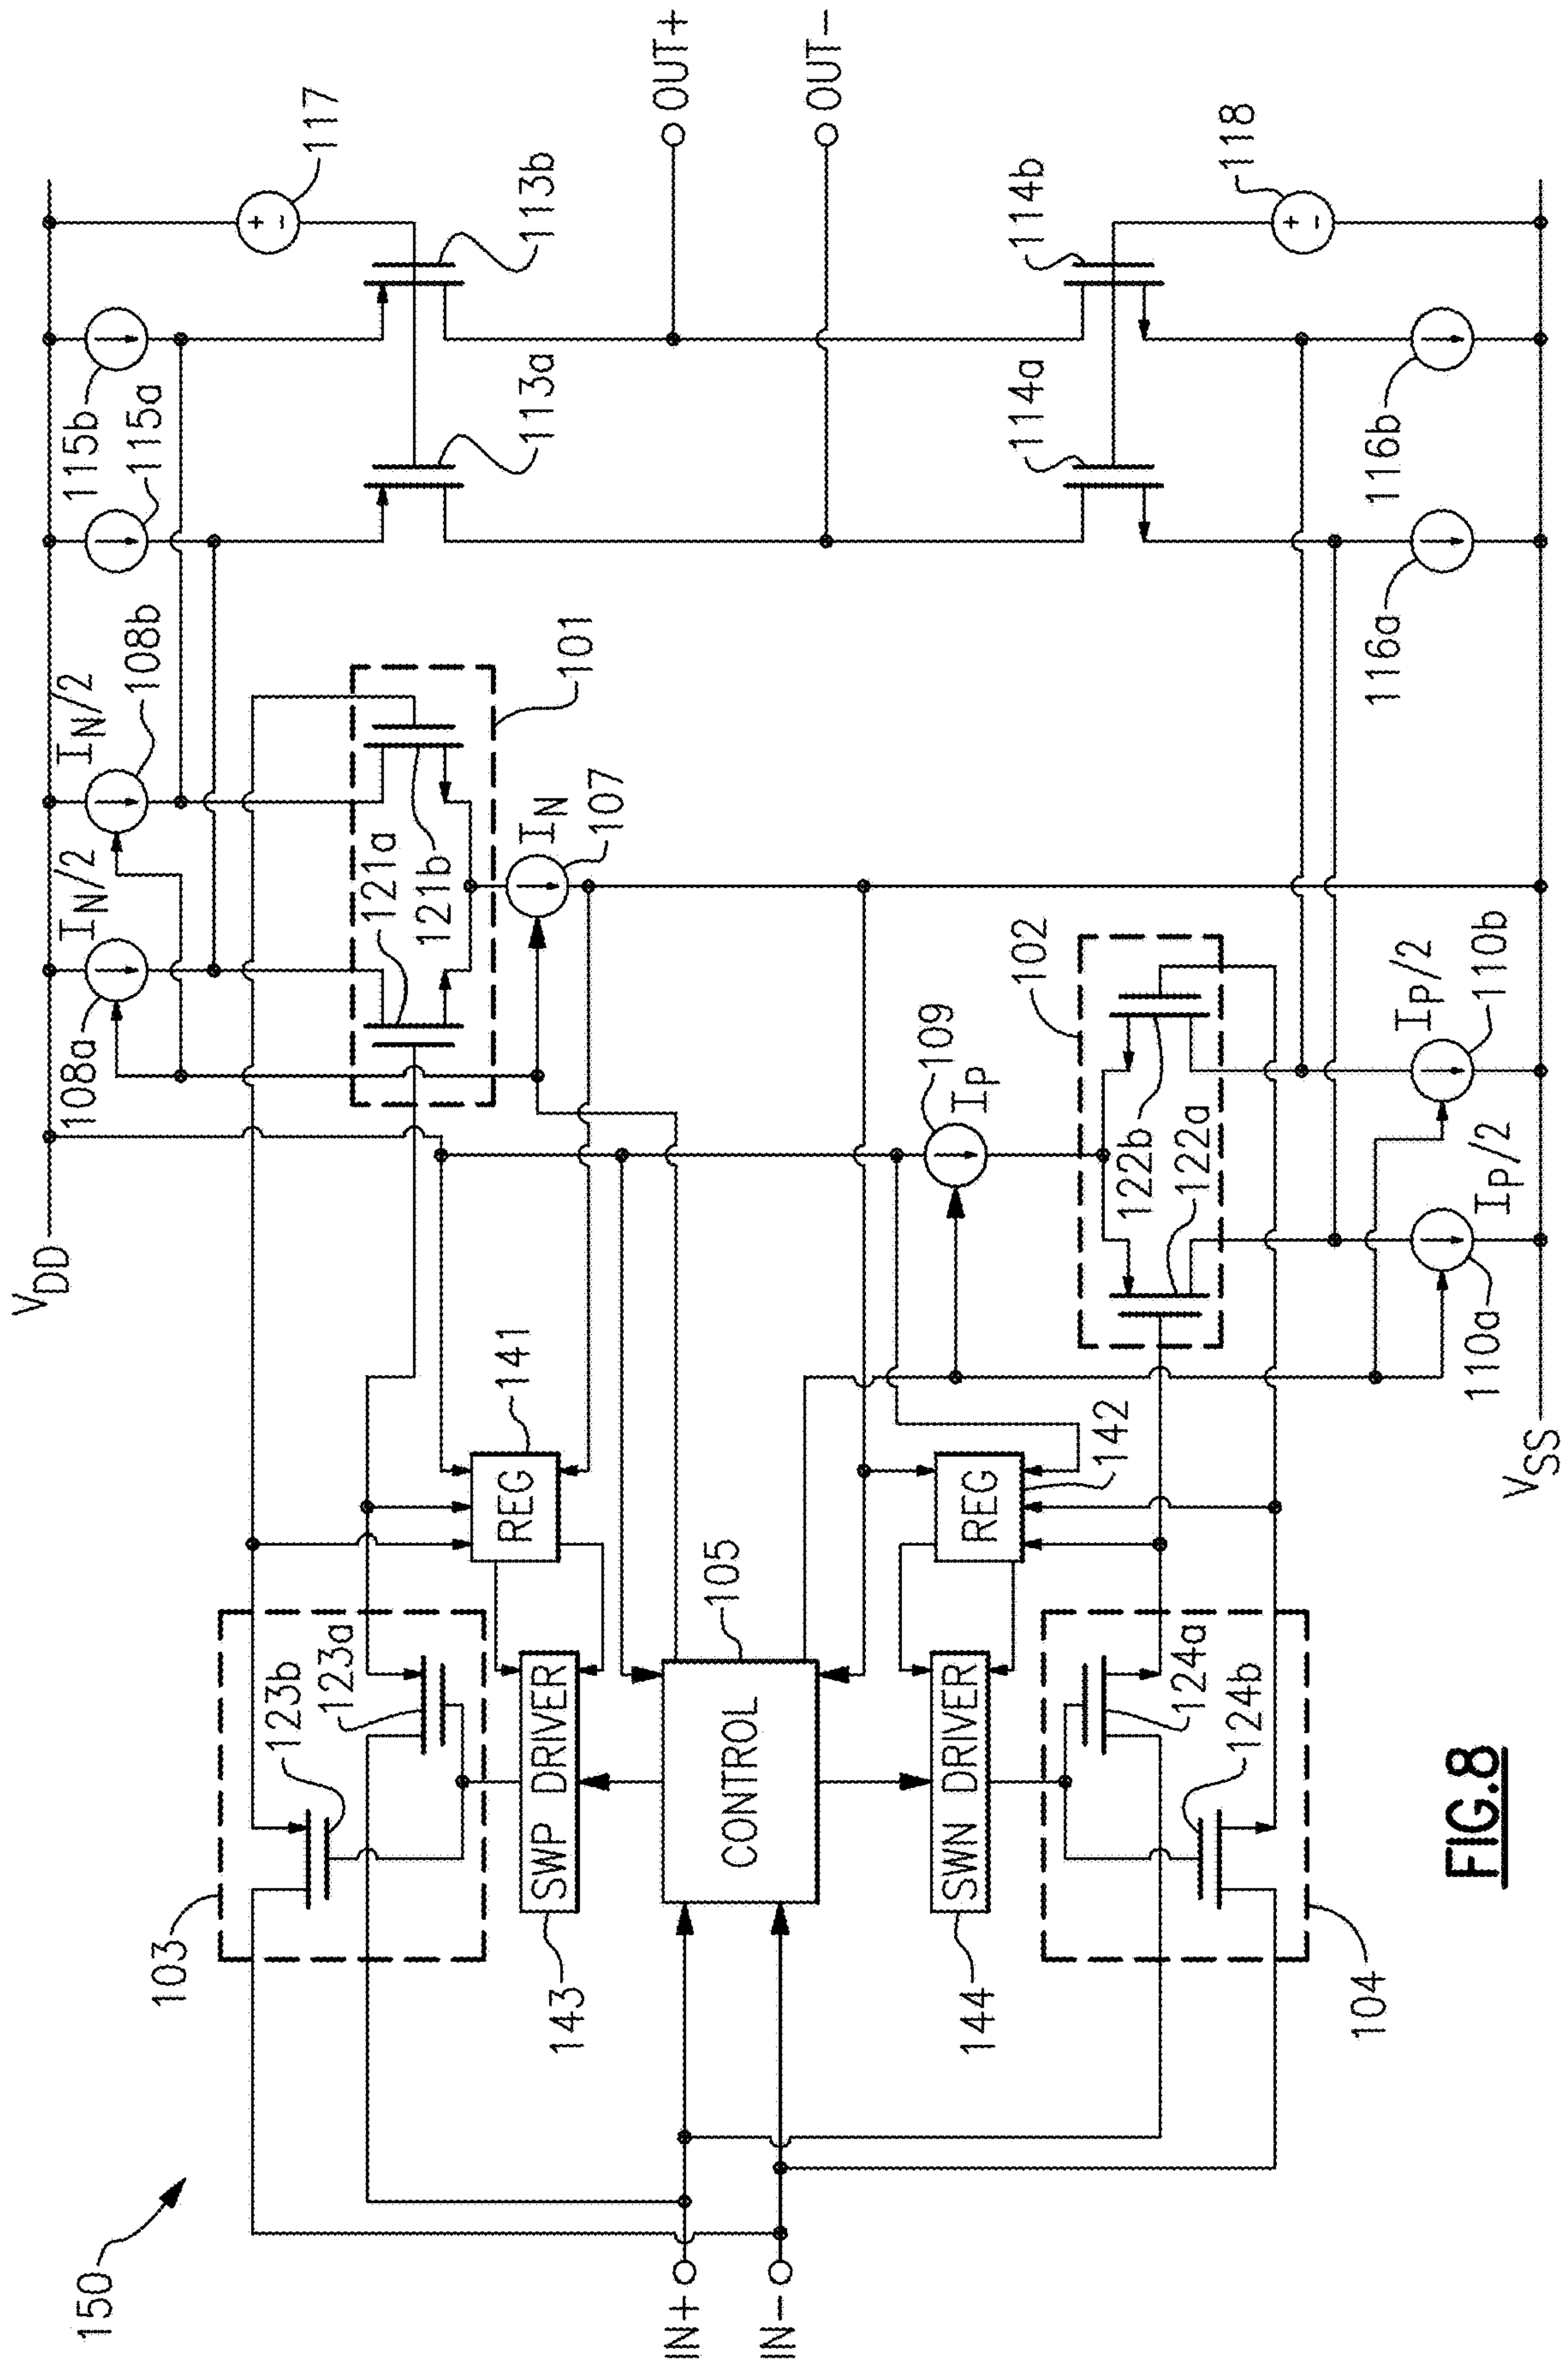 150
IN+
IN-
103
123b
123a
143
SWP DRIVER
CONTROL
105
SWN DRIVER
144
124a
124b
104
REG
141
REG
142
VDD
108a
IN/2
108b
IN/2
121a
121b
101
IN
107
109
IP
102
122b
122a
110a
IP/2
110b
IP/2
VSS
115b
115a
113a
113b
117
OUT+
OUT-
114a
114b
118
116a
116b
+
-
+
-
FIG.8